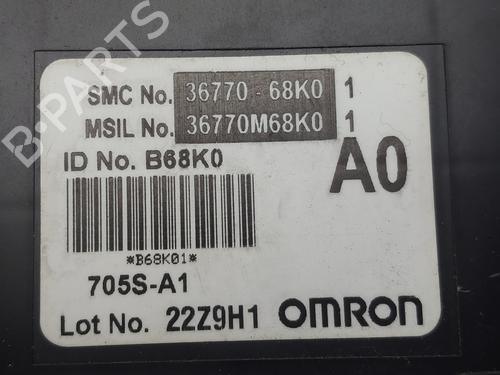 B-PARTS
SMC No. 36770-68K0 1
MSIL No. 36770M68K0 1
ID No. B68K0
A0
*B68K01*
705S-A1
Lot No. 22Z9H1 OMRON